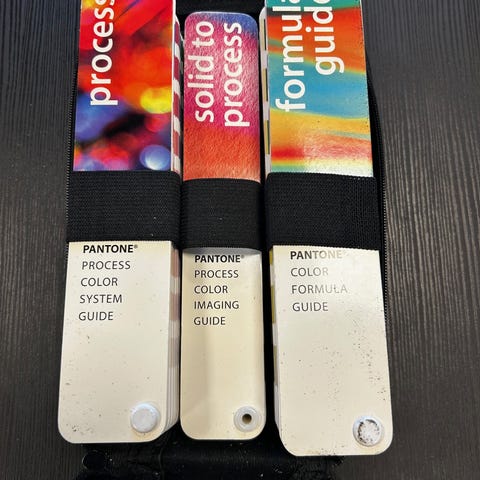 process
PANTONE®
PROCESS
COLOR
SYSTEM
GUIDE
solid to
process
PANTONE®
PROCESS
COLOR
IMAGING
GUIDE
formula
guide
PANTONE®
COLOR
FORMULA
GUIDE